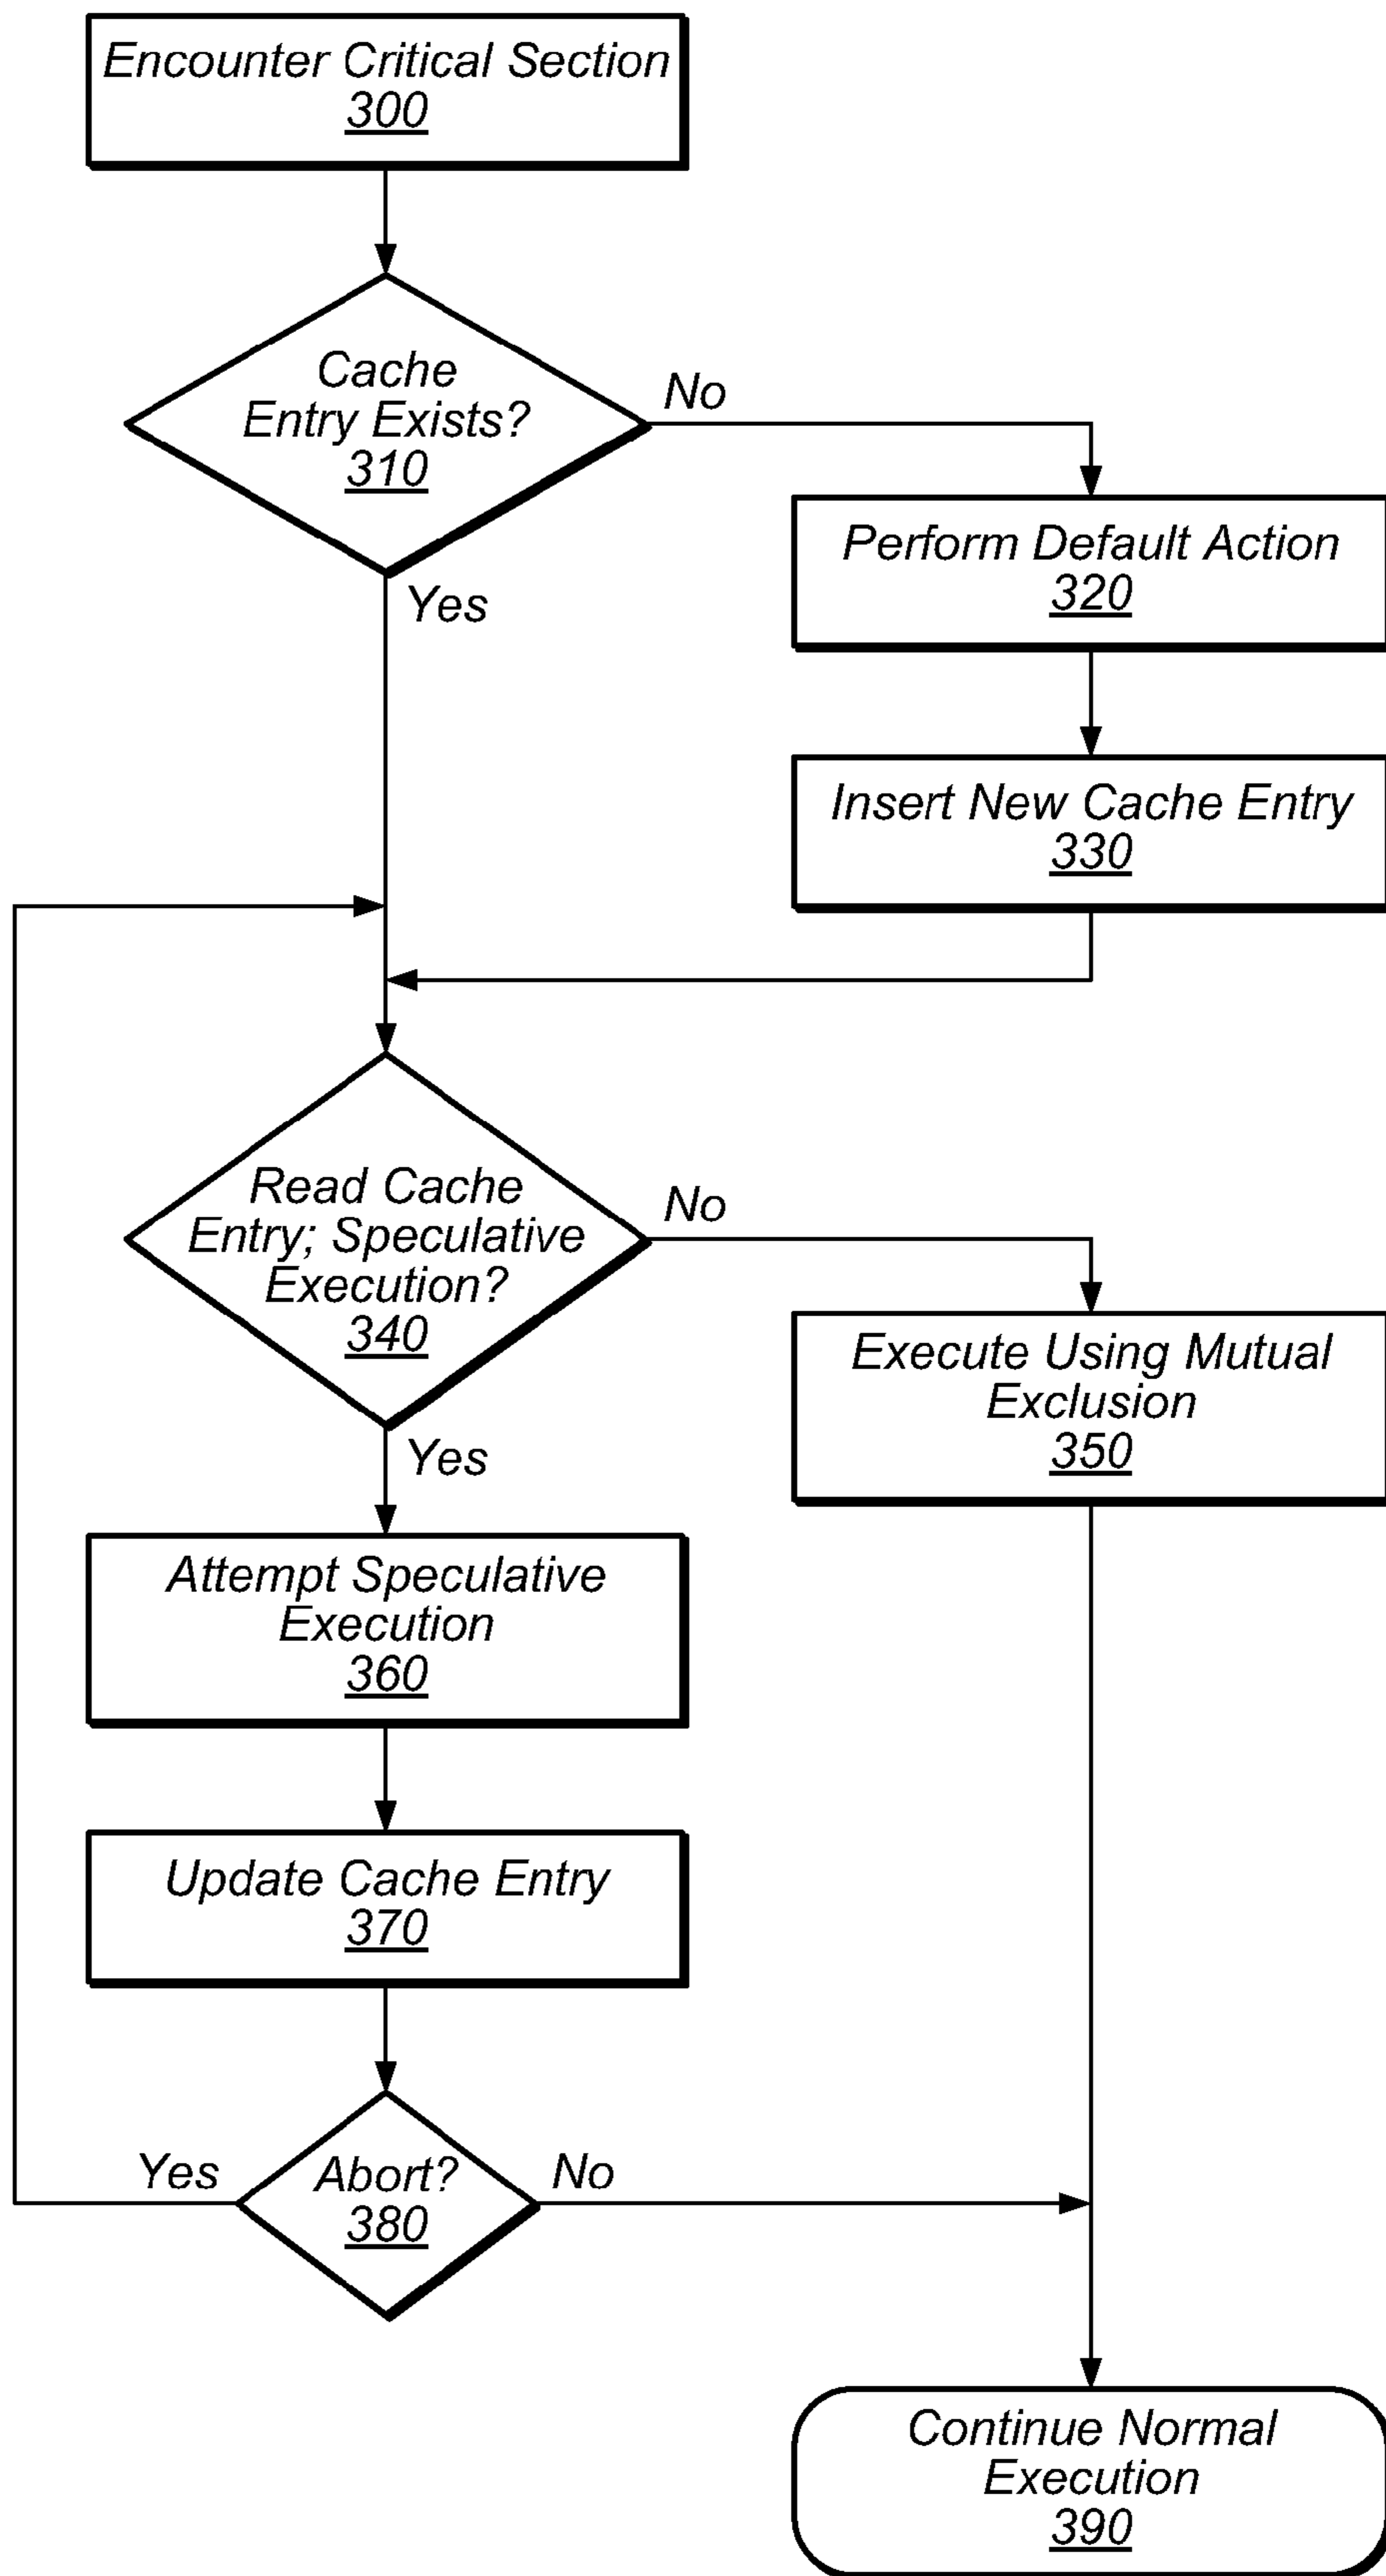 Encounter Critical Section
300
Cache
Entry Exists?
310
No
Yes
Perform Default Action
320
Insert New Cache Entry
330
Read Cache
Entry; Speculative
Execution?
340
No
Yes
Execute Using Mutual
Exclusion
350
Attempt Speculative
Execution
360
Update Cache Entry
370
Abort?
380
Yes
No
Continue Normal
Execution
390